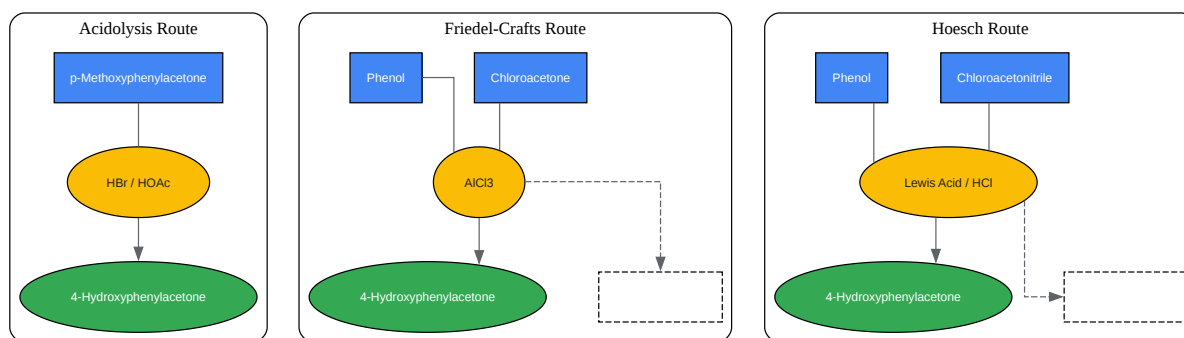 Acidolysis Route
p-Methoxyphenylacetone
HBr / HOAc
4-Hydroxyphenylacetone
Friedel-Crafts Route
Phenol
Chloroacetone
AlCl3
4-Hydroxyphenylacetone
Hoesch Route
Phenol
Chloroacetonitrile
Lewis Acid / HCl
4-Hydroxyphenylacetone